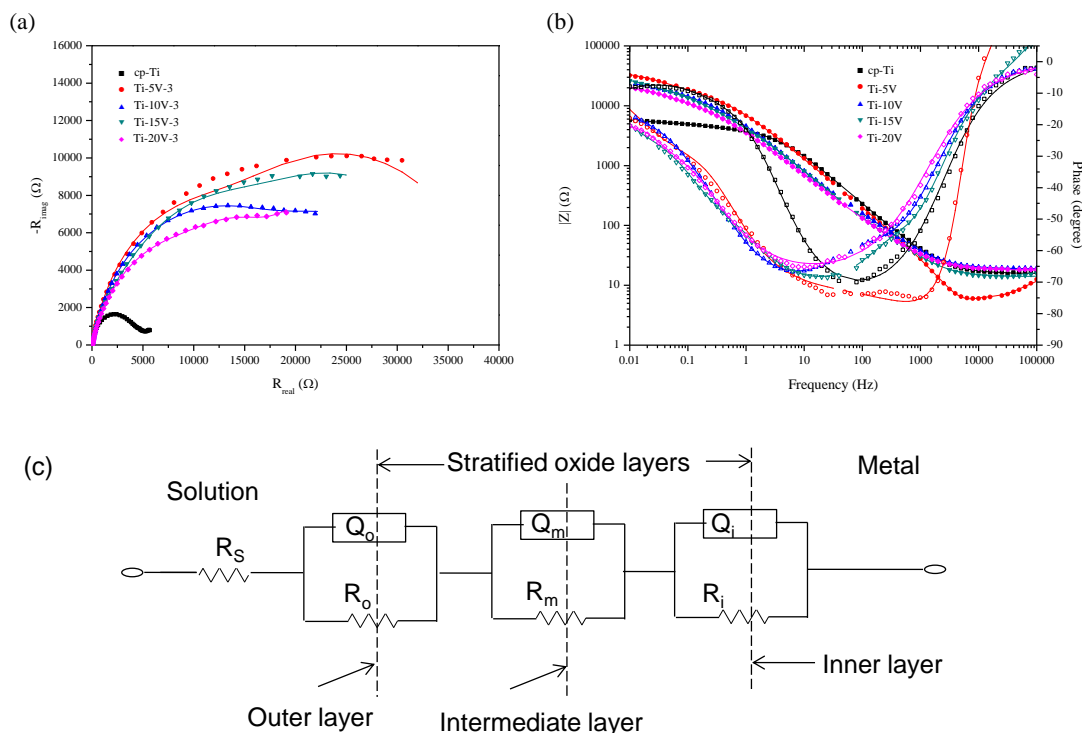 (a)
16000
14000
12000
10000
8000
6000
4000
2000
0
-R_imag (Ω)
cp-Ti
Ti-5V-3
Ti-10V-3
Ti-15V-3
Ti-20V-3
0 5000 10000 15000 20000 25000 30000 35000 40000
R_real (Ω)
(b)
100000
10000
1000
100
10
1
|Z| (Ω)
cp-Ti
Ti-5V
Ti-10V
Ti-15V
Ti-20V
0
-10
-20
-30
-40
-50
-60
-70
-80
-90
Phase (degree)
0.01 0.1 1 10 100 1000 10000 100000
Frequency (Hz)
(c)
Stratified oxide layers
Solution
Metal
Q_o
Q_m
Q_i
R_S
R_o
R_m
R_i
Inner layer
Outer layer
Intermediate layer